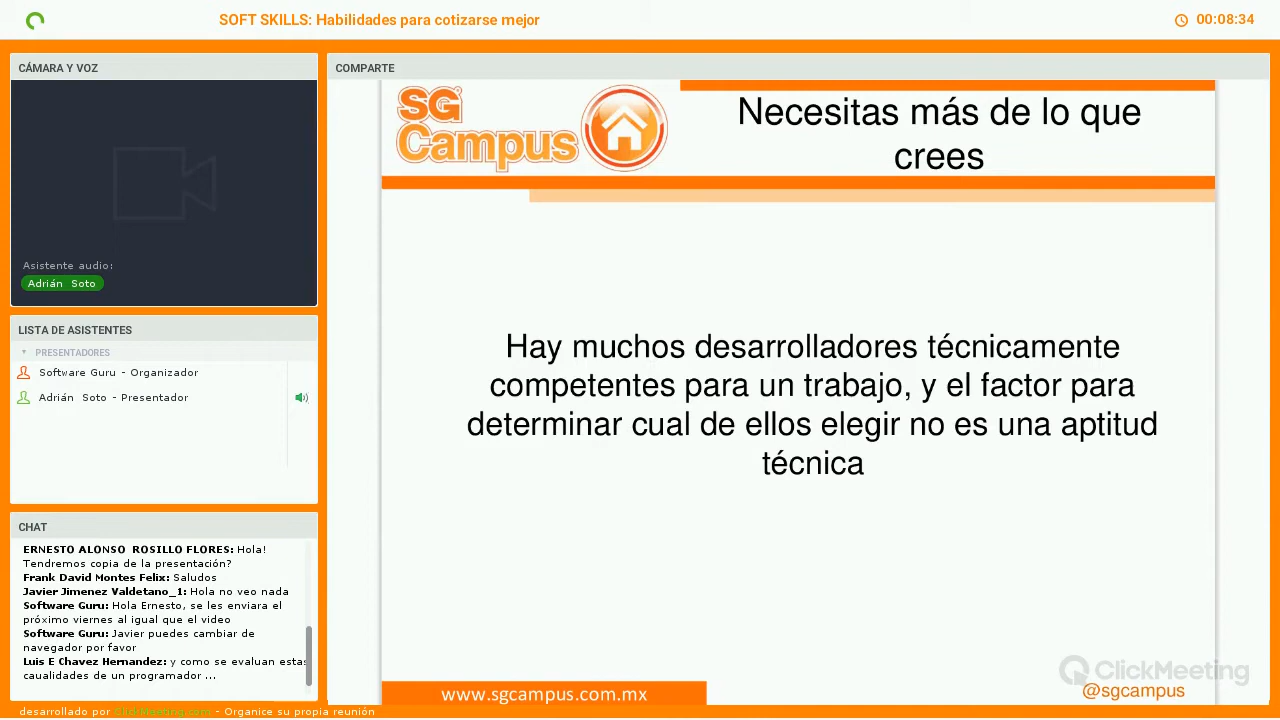 SOFT SKILLS: Habilidades para cotizarse mejor
00:08:34
CÁMARA Y VOZ
Asistente audio:
Adrián Soto
LISTA DE ASISTENTES
PRESENTADORES
Software Guru - Organizador
Adrián Soto - Presentador
CHAT
ERNESTO ALONSO ROSILLO FLORES: Hola!
Tendremos copia de la presentación?
Frank David Montes Felix: Saludos
Javier Jimenez Valdetano_1: Hola no veo nada
Software Guru: Hola Ernesto, se les enviara el
próximo viernes al igual que el video
Software Guru: Javier puedes cambiar de
navegador por favor
Luis E Chavez Hernandez: y como se evaluan estas
caualidades de un programador ...
desarrollado por ClickMeeting.com - Organice su propia reunión
COMPARTE
SG
Campus
Necesitas más de lo que
crees
Hay muchos desarrolladores técnicamente
competentes para un trabajo, y el factor para
determinar cual de ellos elegir no es una aptitud
técnica
www.sgcampus.com.mx
ClickMeeting
@sgcampus